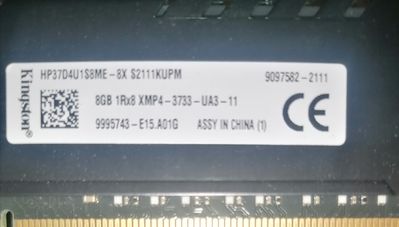 Kingston
HP37D4U1S8ME-8X S2111KUPM
9097582-2111
8GB 1Rx8 XMP4-3733-UA3-11
9995743-E15.A01G
ASSY IN CHINA (1)
CE